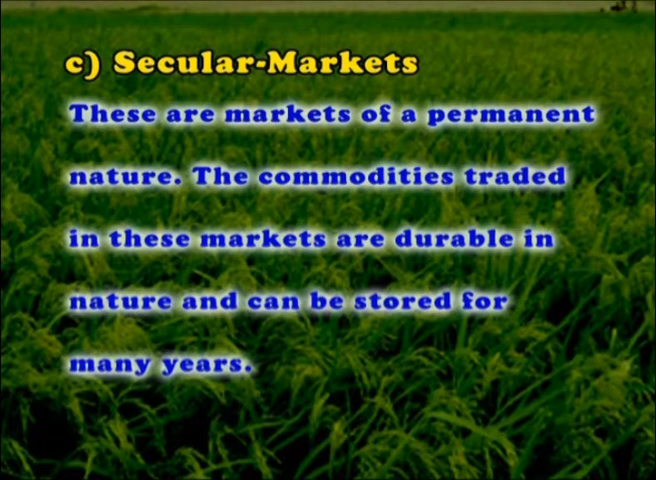 c) Secular-Markets
These are markets of a permanent
nature. The commodities traded
in these markets are durable in
nature and can be stored for
many years.